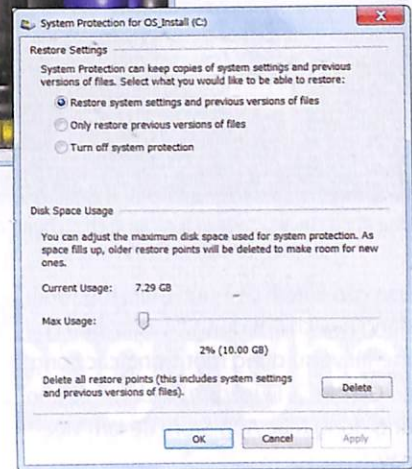 System Protection for OS_Install (C:)
Restore Settings
System Protection can keep copies of system settings and previous
versions of files. Select what you would like to be able to restore:
Restore system settings and previous versions of files
Only restore previous versions of files
Turn off system protection
Disk Space Usage
You can adjust the maximum disk space used for system protection. As
space fills up, older restore points will be deleted to make room for new
ones.
Current Usage: 7.29 GB
Max Usage:
2% (10.00 GB)
Delete all restore points (this includes system settings
and previous versions of files).
Delete
OK Cancel Apply